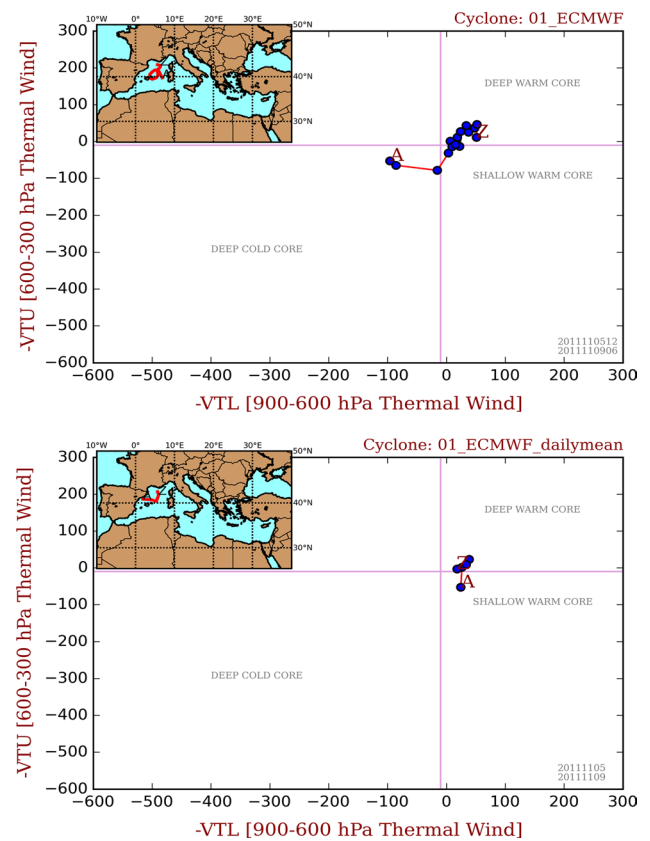 Cyclone: 01_ECMWF
10°W 0° 10°E 20°E 30°E 50°N
40°N
30°N
300
200
100
0
−100
−200
−300
−400
−500
−600
-VTU [600-300 hPa Thermal Wind]
DEEP WARM CORE
Z
A
SHALLOW WARM CORE
DEEP COLD CORE
2011110512
2011110906
−600 −500 −400 −300 −200 −100 0 100 200 300
-VTL [900-600 hPa Thermal Wind]
Cyclone: 01_ECMWF_dailymean
10°W 0° 10°E 20°E 30°E 50°N
40°N
30°N
300
200
100
0
−100
−200
−300
−400
−500
−600
-VTU [600-300 hPa Thermal Wind]
DEEP WARM CORE
Z
A
SHALLOW WARM CORE
DEEP COLD CORE
20111105
20111109
−600 −500 −400 −300 −200 −100 0 100 200 300
-VTL [900-600 hPa Thermal Wind]